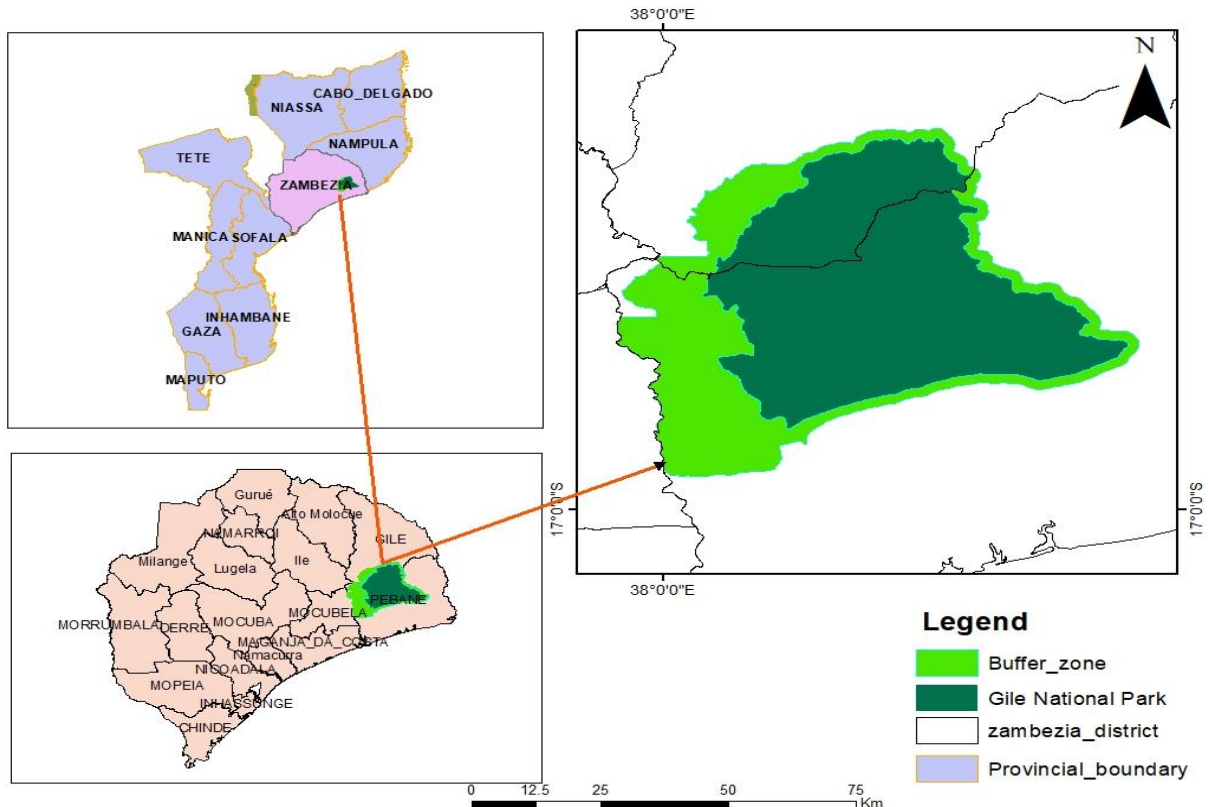 38°0'0"E
N
CABO_DELGADO
NIASSA
NAMPULA
TETE
ZAMBEZIA
MANICA
SOFALA
INHAMBANE
GAZA
MAPUTO
17°0'0"S
17°0'0"S
38°0'0"E
Gurué
Alto Molocue
NAMARROI
GILE
Milange
Ile
Lugela
PEBANE
MOCUBELA
MORRUMBALA
DERRE
MOCUBA
MAGANJA_DA_COSTA
Namacurra
NICOADALA
MOPEIA
INHASSUNGE
CHINDE
Legend
Buffer_zone
Gile National Park
zambezia_district
Provincial_boundary
0 12.5 25 50 75
Km